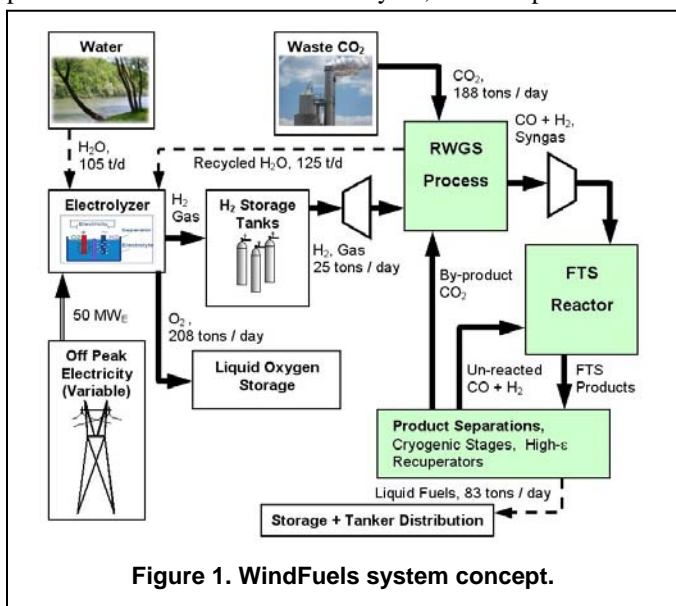 Water
Waste CO₂
CO₂,
188 tons / day
H₂O,
105 t/d
Recycled H₂O, 125 t/d
RWGS
Process
CO + H₂,
Syngas
Electrolyzer
H₂
Gas
H₂ Storage
Tanks
H₂, Gas
25 tons / day
By-product
CO₂
FTS
Reactor
50 MWE
O₂,
208 tons / day
Off Peak
Electricity
(Variable)
Liquid Oxygen
Storage
Un-reacted
CO + H₂
FTS
Products
Product Separations,
Cryogenic Stages, High-ε
Recuperators
Liquid Fuels, 83 tons / day
Storage + Tanker Distribution
Figure 1. WindFuels system concept.